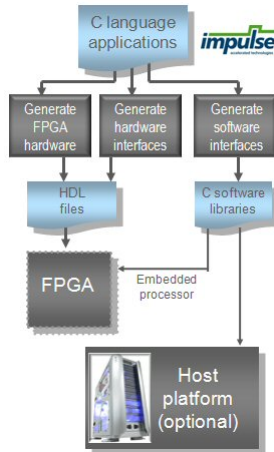 C language
applications
impulse
accelerated technologies
Generate
FPGA
hardware
Generate
hardware
interfaces
Generate
software
interfaces
HDL
files
C software
libraries
FPGA
Embedded
processor
Host
platform
(optional)